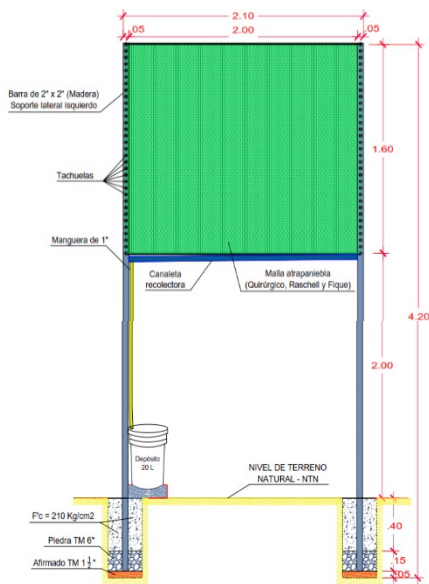 2.10
.05
2.00
.05
Barra de 2" x 2" (Madera)
Soporte lateral izquierdo
1.60
Tachuelas
Manguera de 1"
Canaleta
recolectora
Malla atrapaniebla
(Quirúrgico, Raschell y Fique)
4.20
2.00
Depósito
20 L
NIVEL DE TERRENO
NATURAL - NTN
F'c = 210 Kg/cm2
.40
Piedra TM 6"
.15
Afirmado TM 1 1/2"
.05